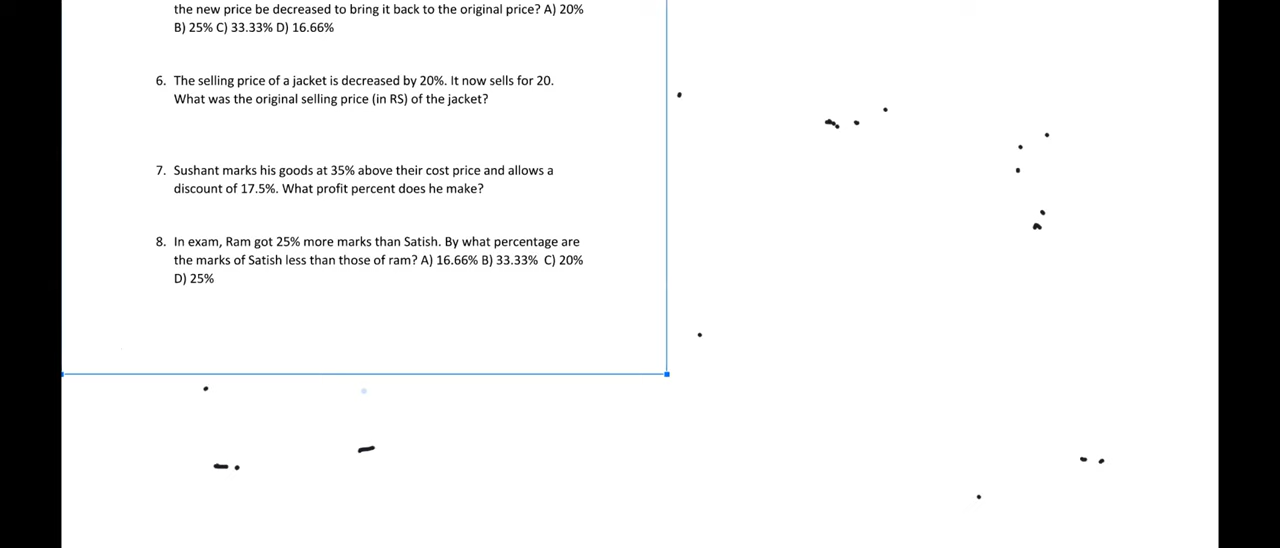 the new price be decreased to bring it back to the original price? A) 20%
B) 25% C) 33.33% D) 16.66%
6. The selling price of a jacket is decreased by 20%. It now sells for 20.
What was the original selling price (in RS) of the jacket?
7. Sushant marks his goods at 35% above their cost price and allows a
discount of 17.5%. What profit percent does he make?
8. In exam, Ram got 25% more marks than Satish. By what percentage are
the marks of Satish less than those of ram? A) 16.66% B) 33.33% C) 20%
D) 25%